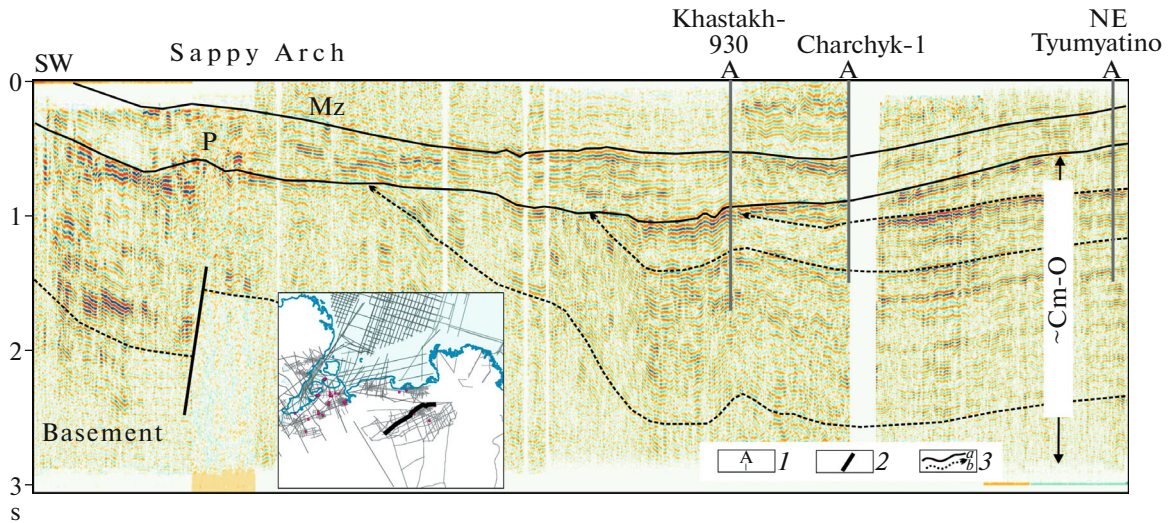 Khastakh-
930
Charchyk-1
NE
Tyumyatino
SW
Sappy Arch
A
A
A
0
Mz
P
1
~Cm-O
2
Basement
A 1
2
a
b 3
3
s